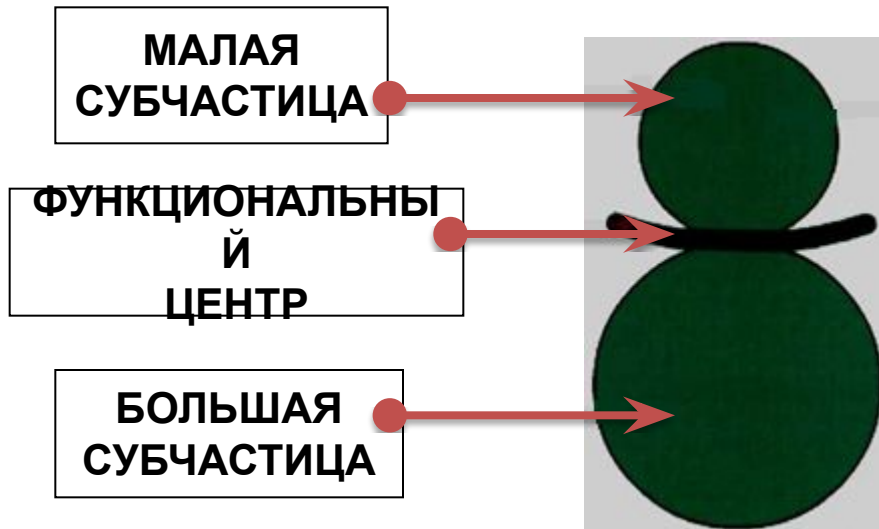 МАЛАЯ
СУБЧАСТИЦА
ФУНКЦИОНАЛЬНЫ
Й
ЦЕНТР
БОЛЬШАЯ
СУБЧАСТИЦА